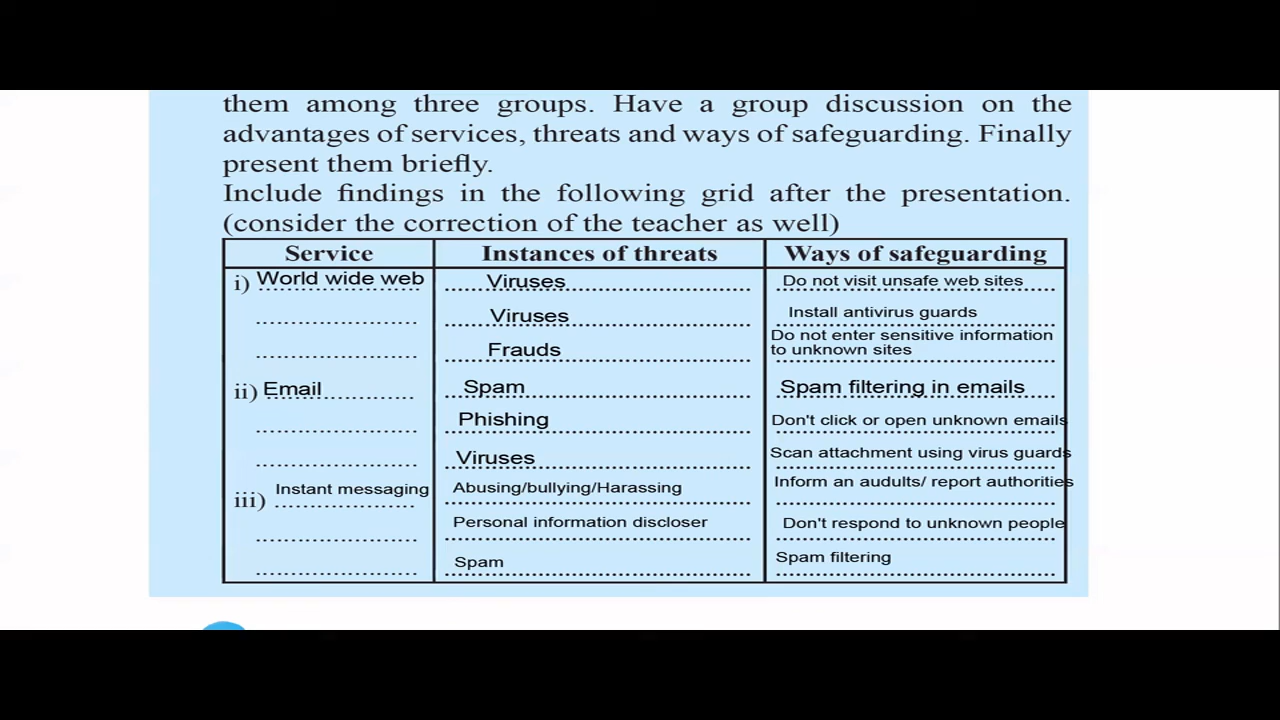 them among three groups. Have a group discussion on the
advantages of services, threats and ways of safeguarding. Finally
present them briefly.
Include findings in the following grid after the presentation.
(consider the correction of the teacher as well)
Service Instances of threats Ways of safeguarding
i) World wide web Viruses Do not visit unsafe web sites
Viruses Install antivirus guards
Frauds Do not enter sensitive information
to unknown sites
ii) Email Spam Spam filtering in emails
Phishing Don't click or open unknown emails
Viruses Scan attachment using virus guards
iii) Instant messaging Abusing/bullying/Harassing Inform an audults/ report authorities
Personal information discloser Don't respond to unknown people
Spam Spam filtering